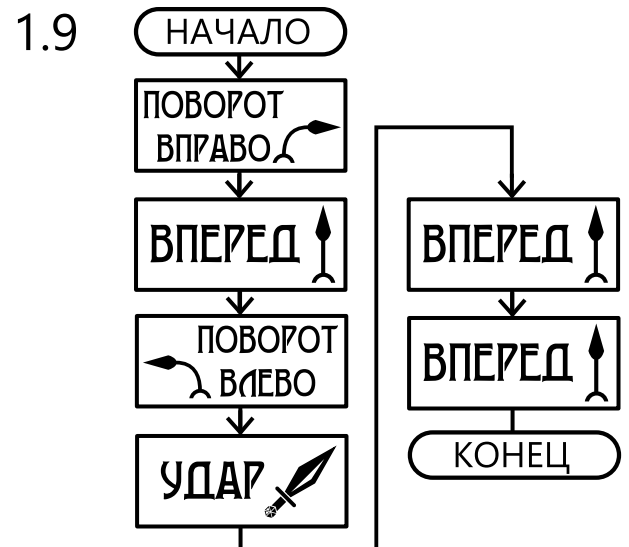 1.9
НАЧАЛО
ПОВОРОТ
ВПРАВО
ВПЕРЕД
ПОВОРОТ
ВЛЕВО
УДАР
ВПЕРЕД
ВПЕРЕД
КОНЕЦ